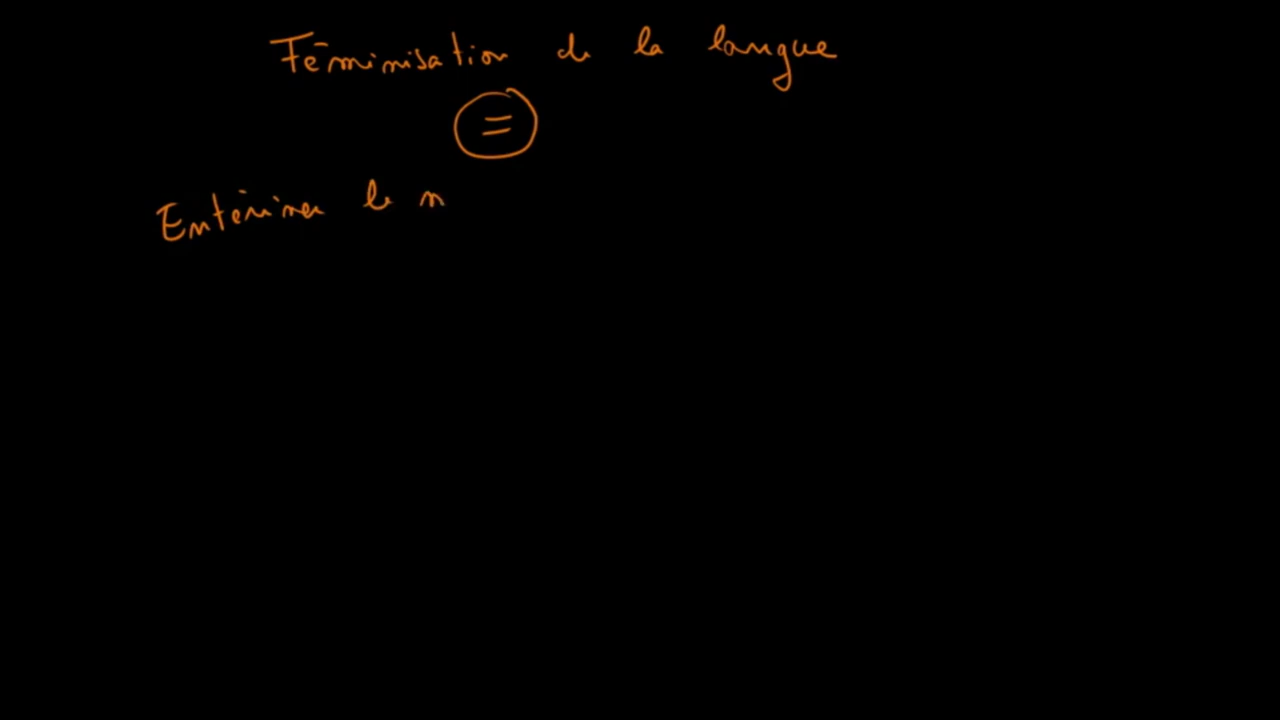 Féminisation de la langue
=
Entériner le m